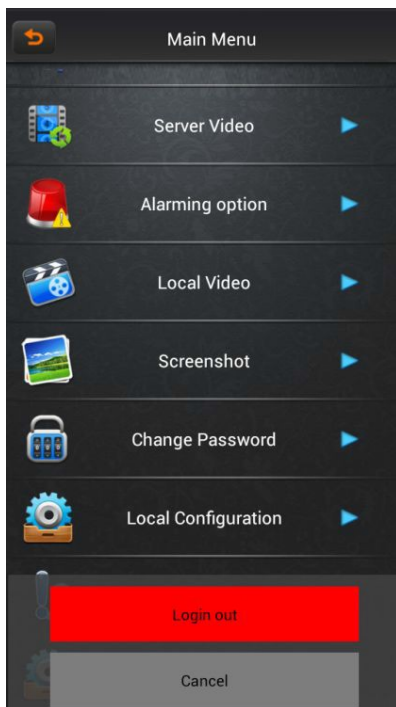 Main Menu
Server Video
Alarming option
Local Video
Screenshot
Change Password
Local Configuration
Login out
Cancel